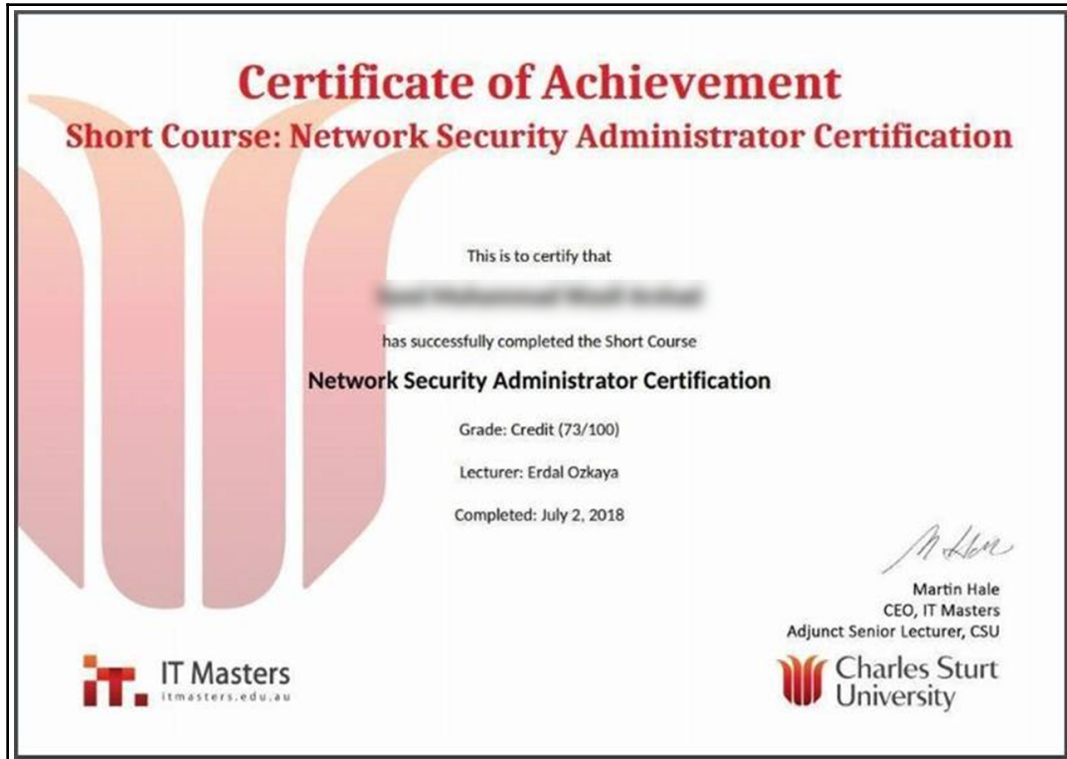 Certificate of Achievement
Short Course: Network Security Administrator Certification
This is to certify that
has successfully completed the Short Course
Network Security Administrator Certification
Grade: Credit (73/100)
Lecturer: Erdal Ozkaya
Completed: July 2, 2018
Martin Hale
CEO, IT Masters
Adjunct Senior Lecturer, CSU
it. IT Masters
itmasters.edu.au
Charles Sturt
University